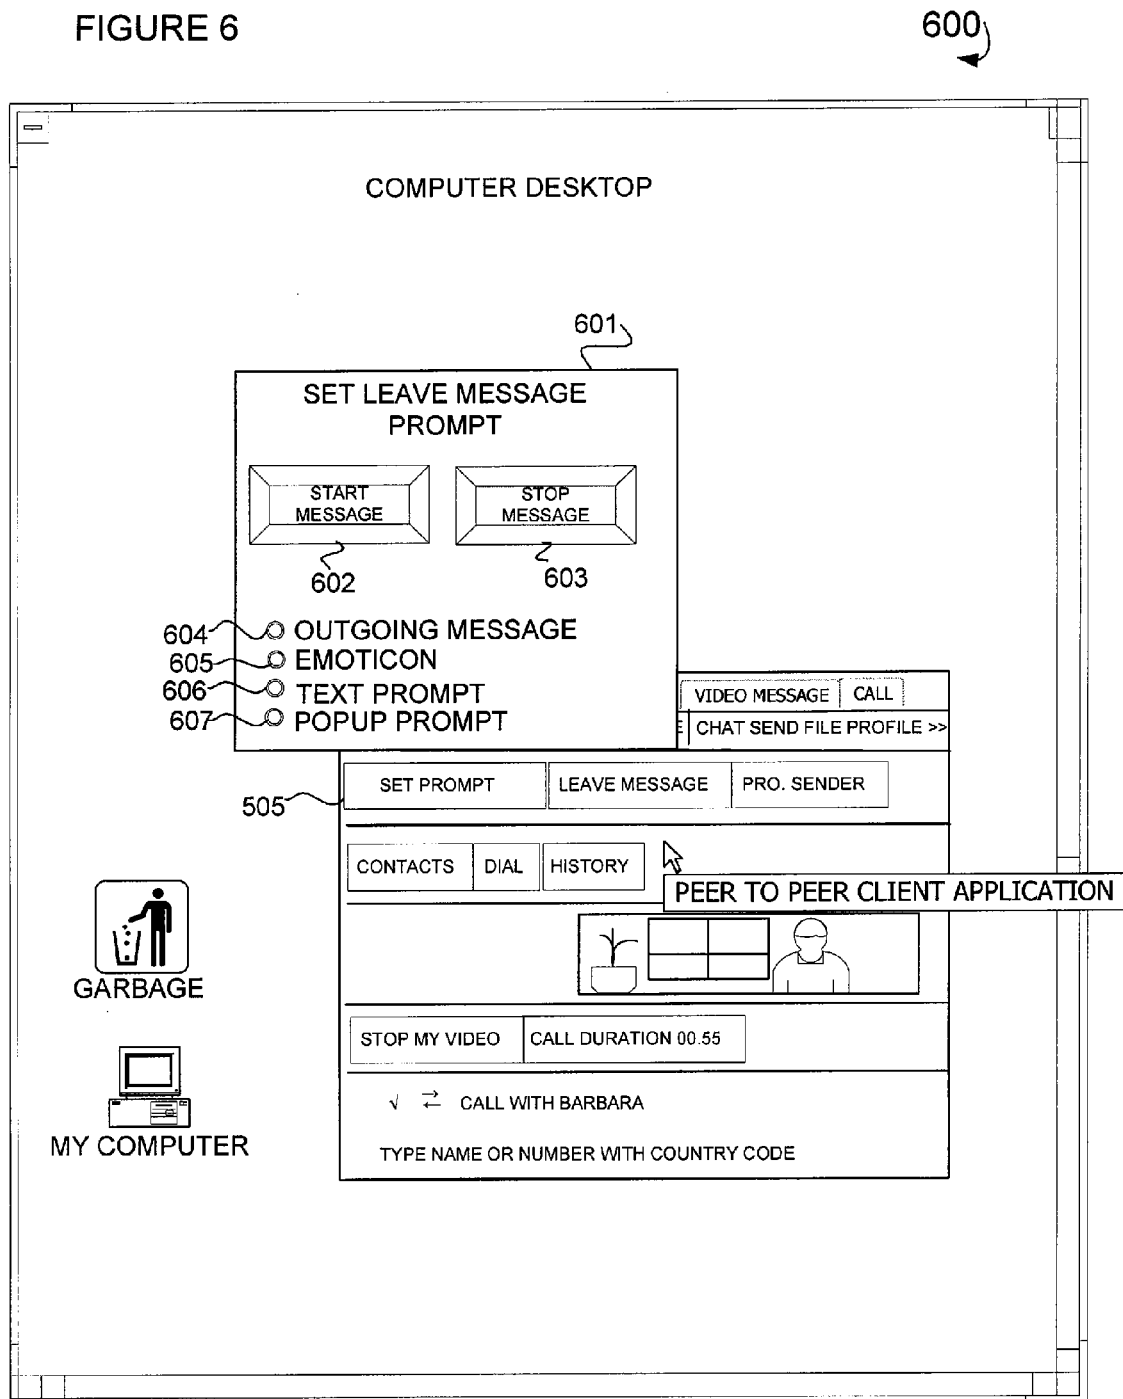 FIGURE 6
600
COMPUTER DESKTOP
601
SET LEAVE MESSAGE
PROMPT
START
MESSAGE
STOP
MESSAGE
602
603
604 OUTGOING MESSAGE
605 EMOTICON
606 TEXT PROMPT
607 POPUP PROMPT
VIDEO MESSAGE CALL
E CHAT SEND FILE PROFILE >>
505
SET PROMPT LEAVE MESSAGE PRO. SENDER
CONTACTS DIAL HISTORY
PEER TO PEER CLIENT APPLICATION
GARBAGE
STOP MY VIDEO CALL DURATION 00.55
√ ⇄ CALL WITH BARBARA
MY COMPUTER
TYPE NAME OR NUMBER WITH COUNTRY CODE